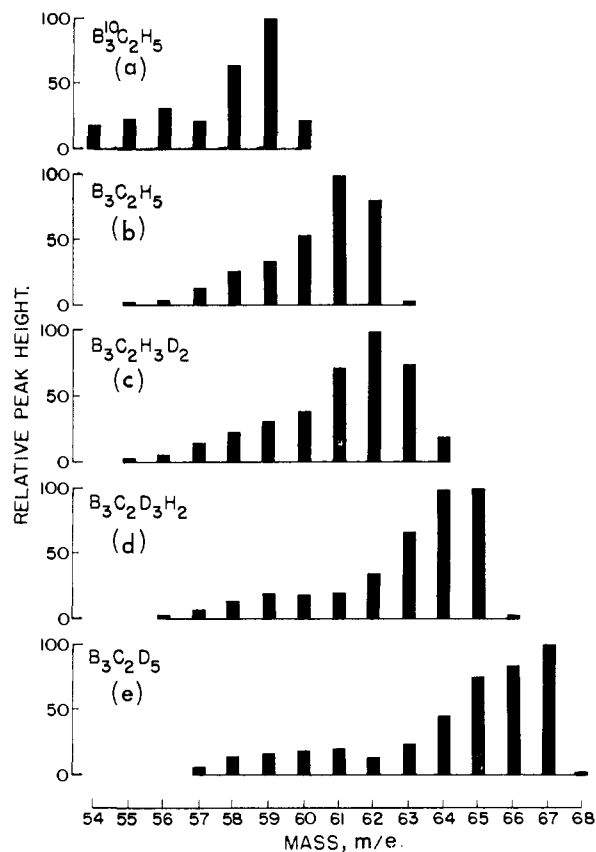 RELATIVE PEAK HEIGHT.
B₃¹⁰C₂H₅
(a)
100
50
0
B₃C₂H₅
(b)
100
50
0
B₃C₂H₃D₂
(c)
100
50
0
B₃C₂D₃H₂
(d)
100
50
0
B₃C₂D₅
(e)
100
50
0
54 55 56 57 58 59 60 61 62 63 64 65 66 67 68
MASS, m/e.